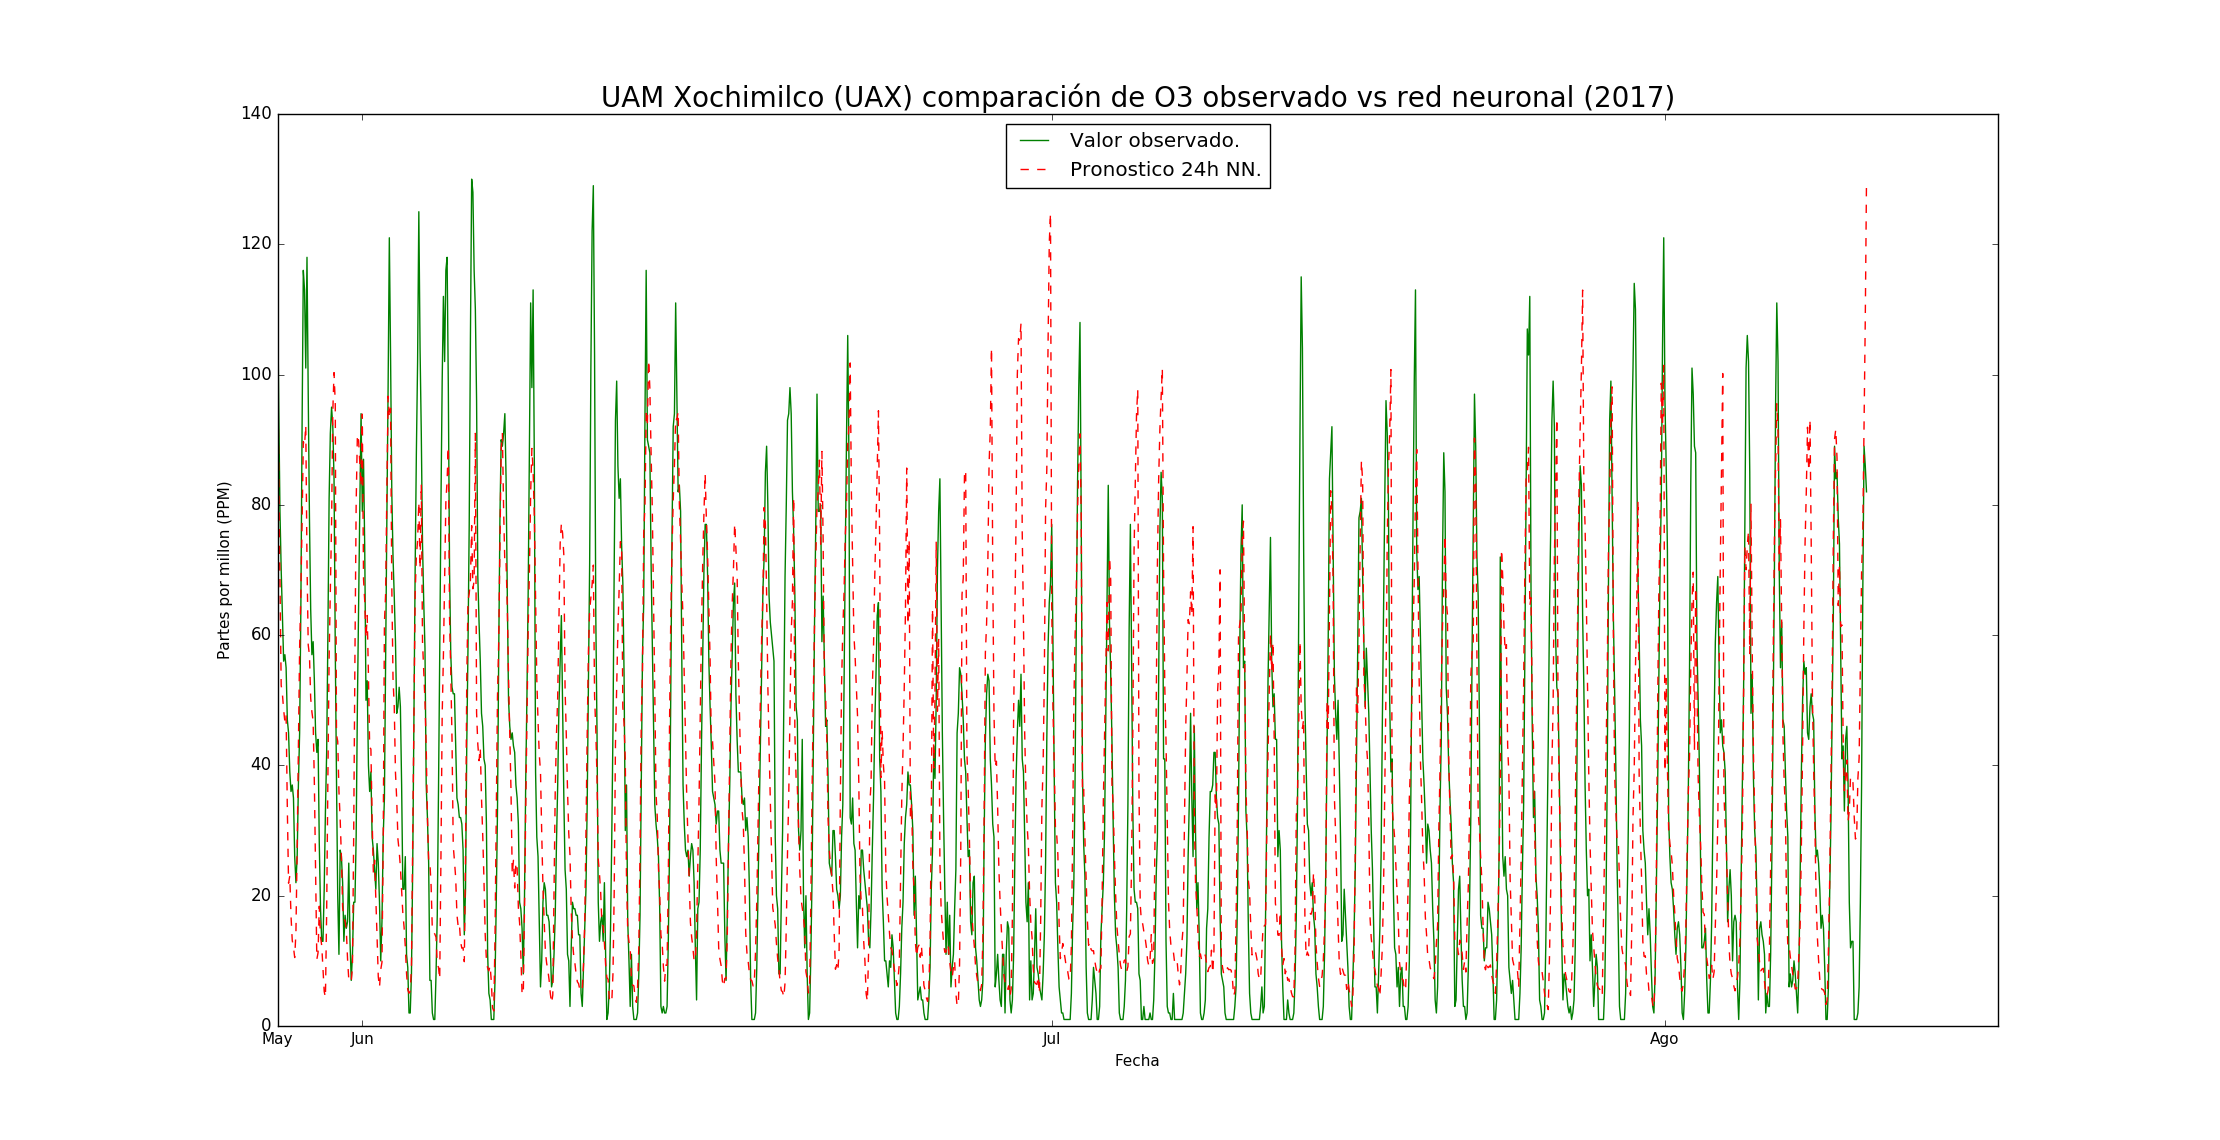 UAM Xochimilco (UAX) comparación de O3 observado vs red neuronal (2017)
Valor observado.
Pronostico 24h NN.
Partes por millon (PPM)
140
120
100
80
60
40
20
0
May Jun Jul Ago
Fecha